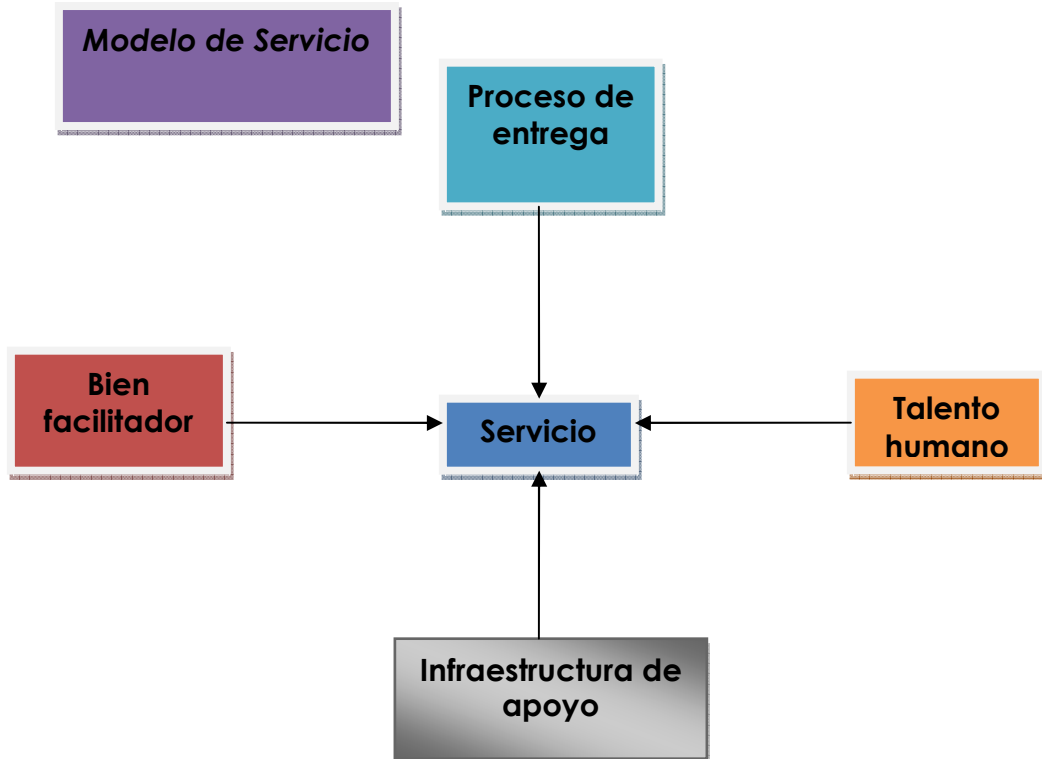 Modelo de Servicio
Proceso de
entrega
Bien
facilitador
Servicio
Talento
humano
Infraestructura de
apoyo